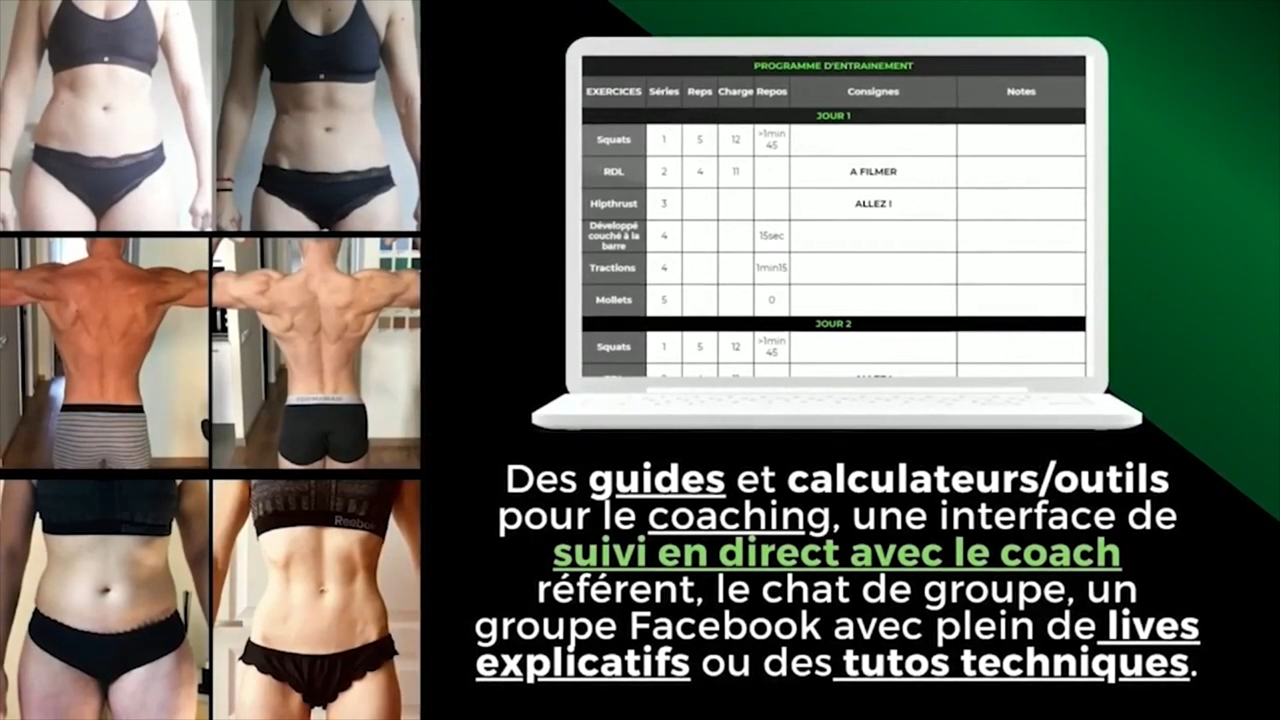 PROGRAMME D'ENTRAINEMENT
EXERCICES Séries Reps Charge Repos Consignes Notes
JOUR 1
Squats 1 5 12 >1min 45
RDL 2 4 11 A FILMER
Hipthrust 3 ALLEZ !
Développé couché à la barre 4 15sec
Tractions 4 1min15
Mollets 5 0
JOUR 2
Squats 1 5 12 >1min 45
Reebok
Des guides et calculateurs/outils
pour le coaching, une interface de
suivi en direct avec le coach
référent, le chat de groupe, un
groupe Facebook avec plein de lives
explicatifs ou des tutos techniques.